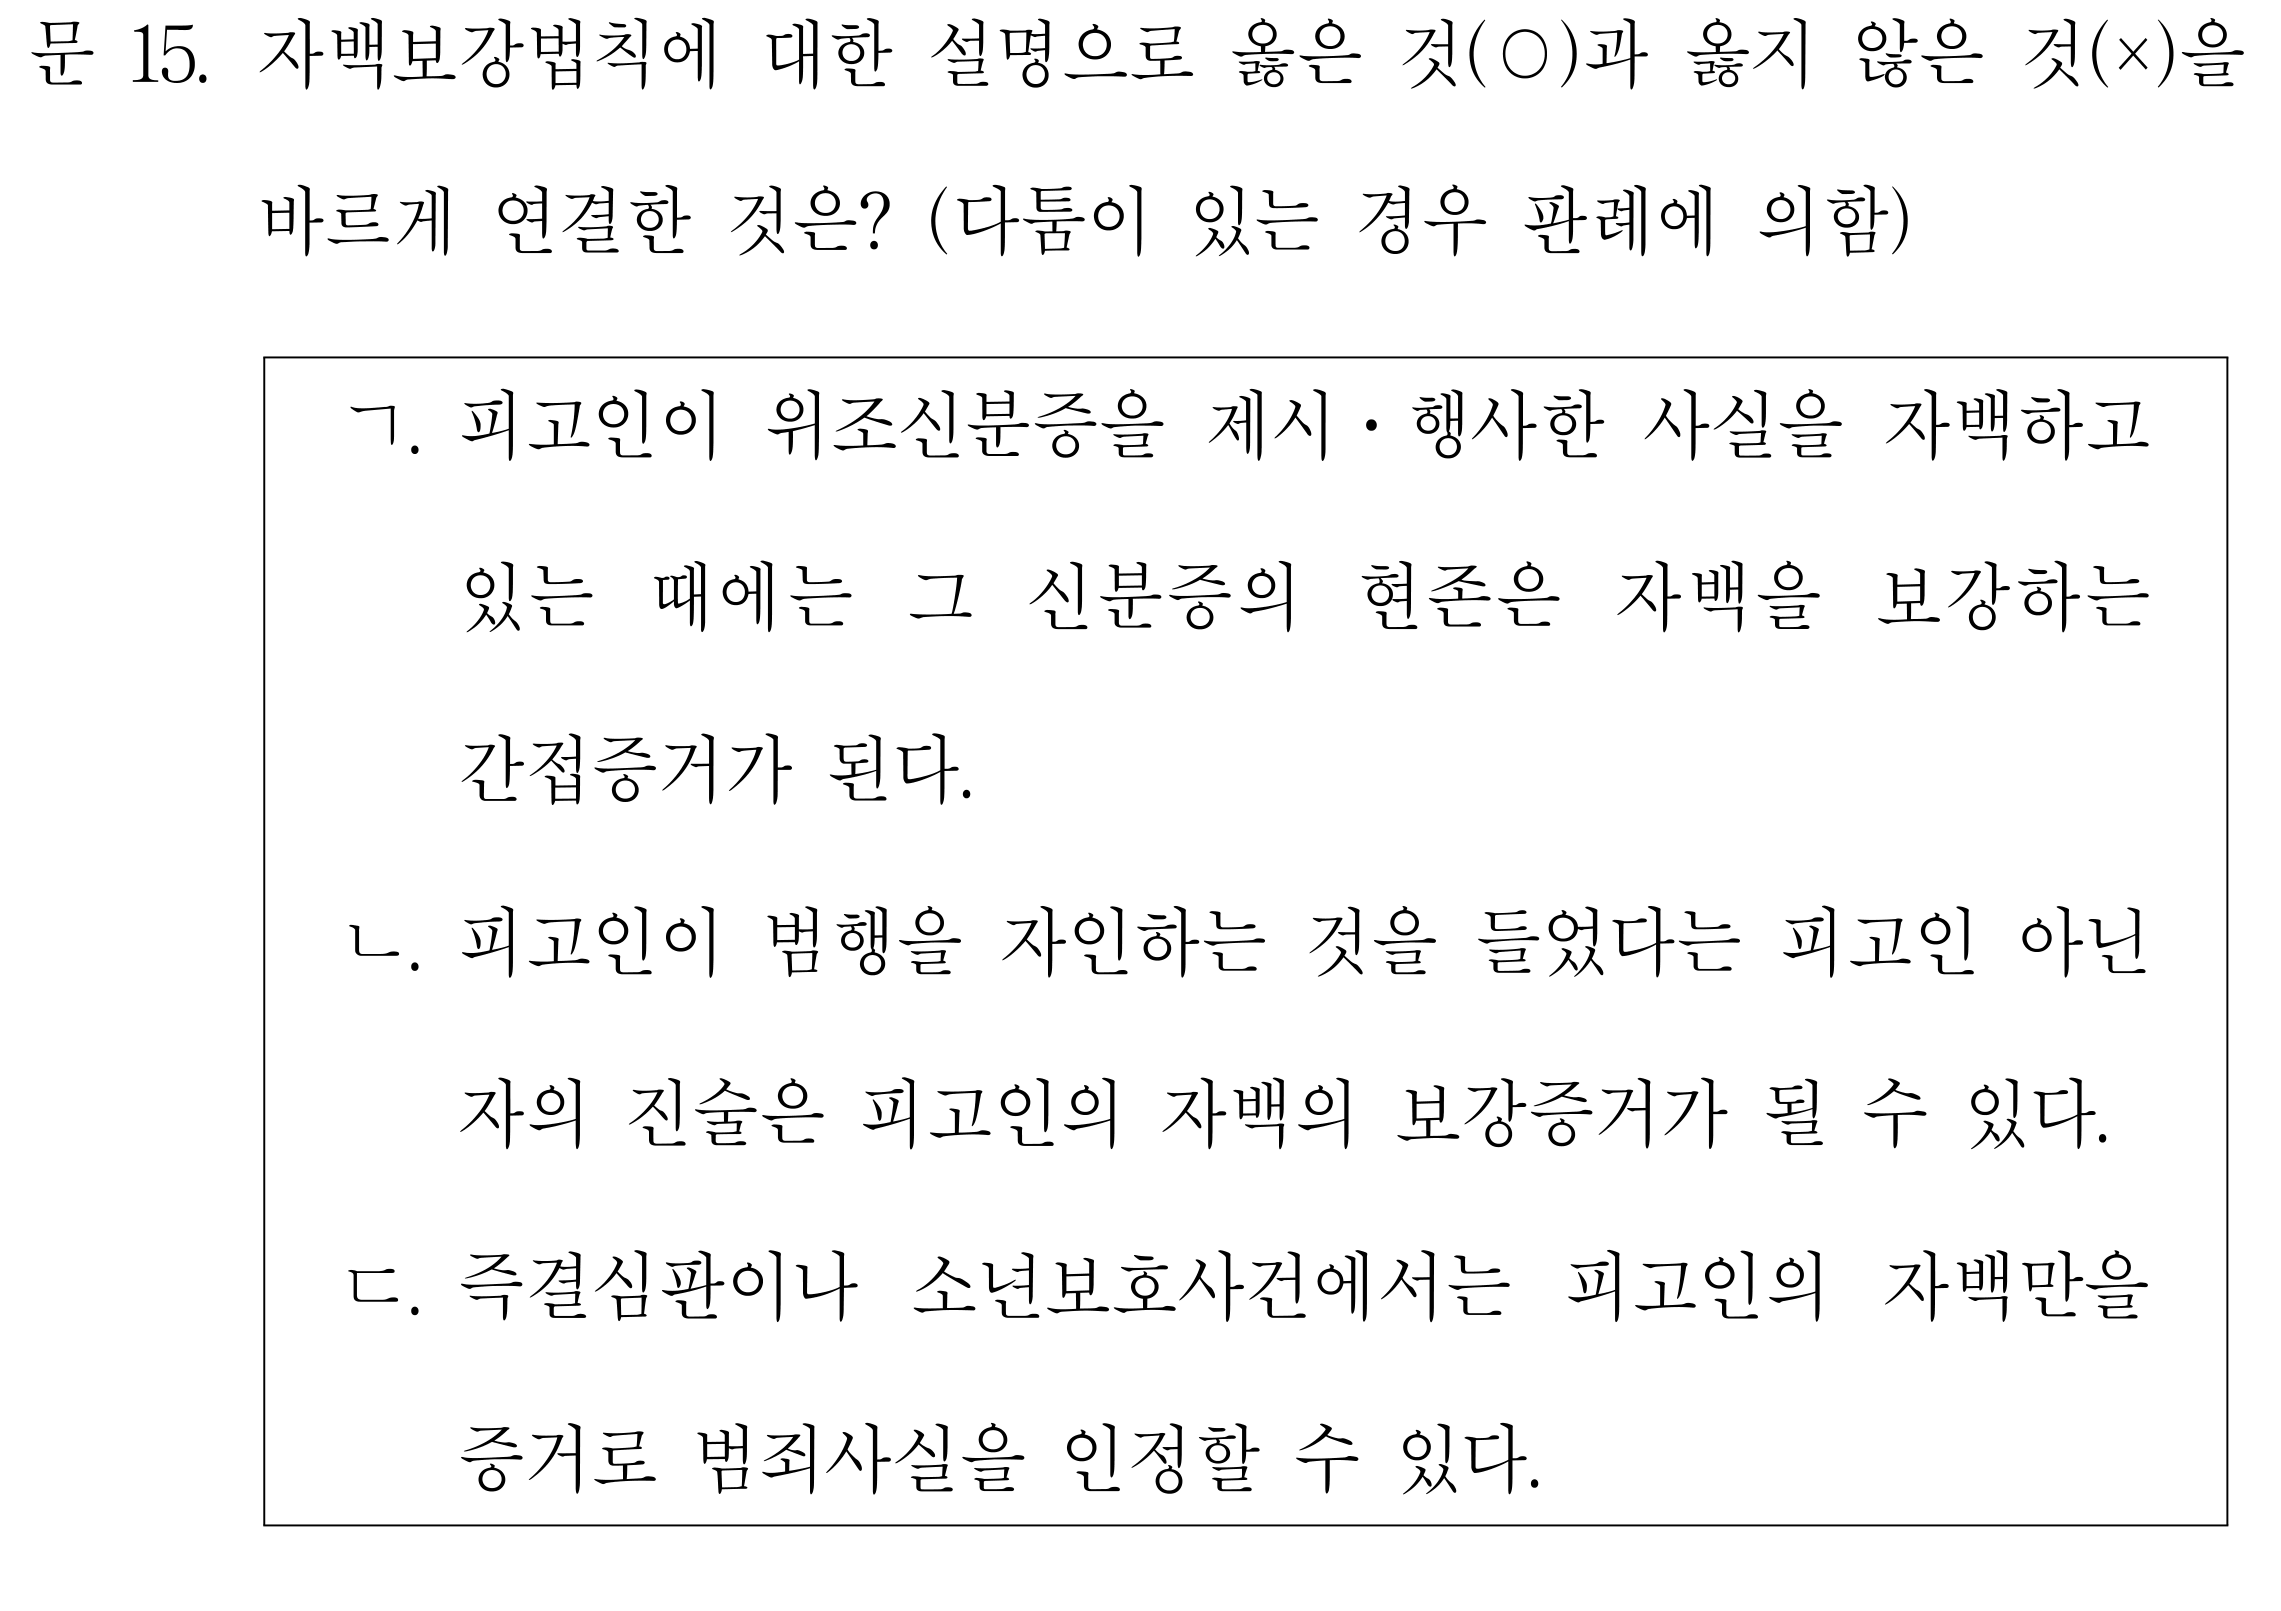 문 15. 자백보강법칙에 대한 설명으로 옳은 것(○)과 옳지 않은 것(×)을
바르게 연결한 것은? (다툼이 있는 경우 판례에 의함)
ㄱ. 피고인이 위조신분증을 제시·행사한 사실을 자백하고
있는 때에는 그 신분증의 현존은 자백을 보강하는
간접증거가 된다.
ㄴ. 피고인이 범행을 자인하는 것을 들었다는 피고인 아닌
자의 진술은 피고인의 자백의 보강증거가 될 수 있다.
ㄷ. 즉결심판이나 소년보호사건에서는 피고인의 자백만을
증거로 범죄사실을 인정할 수 있다.